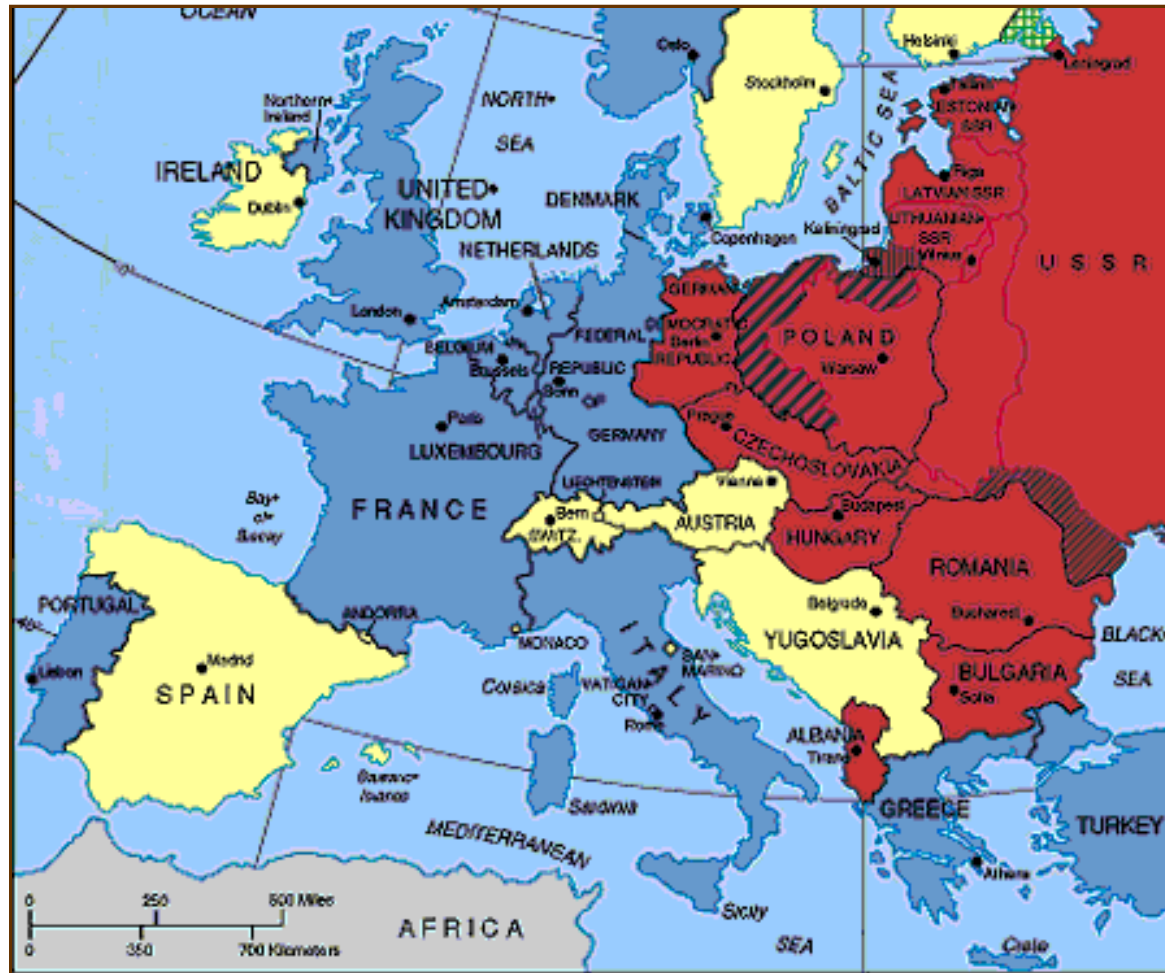 OCEAN
Oslo
Helsinki
Leningrad
Stockholm
Tallinn
ESTONIAN
SSR
Northern
Ireland
NORTH
SEA
BALTIC SEA
IRELAND
Dublin
UNITED
KINGDOM
DENMARK
Riga
LATVIAN SSR
LITHUANIAN
SSR
Vilnius
Kaliningrad
Copenhagen
NETHERLANDS
USSR
London
Amsterdam
GERMAN
DEMOCRATIC
Berlin
REPUBLIC
POLAND
Warsaw
BELGIUM
Brussels
FEDERAL
REPUBLIC
Bonn
OF
GERMANY
Paris
LUXEMBOURG
Prague
CZECHOSLOVAKIA
LIECHTENSTEIN
Vienna
Bay
of
Biscay
FRANCE
Bern
SWITZ.
AUSTRIA
Budapest
HUNGARY
ROMANIA
Bucharest
Belgrade
YUGOSLAVIA
PORTUGAL
Lisbon
ANDORRA
MONACO
ITALY
SAN
MARINO
BLACK
SEA
BULGARIA
Sofia
Madrid
SPAIN
Corsica
VATICAN
CITY
Rome
ALBANIA
Tirana
Balearic
Islands
Sardinia
GREECE
TURKEY
MEDITERRANEAN
SEA
Athens
Sicily
Crete
0 250 500 Miles
0 350 700 Kilometers
AFRICA